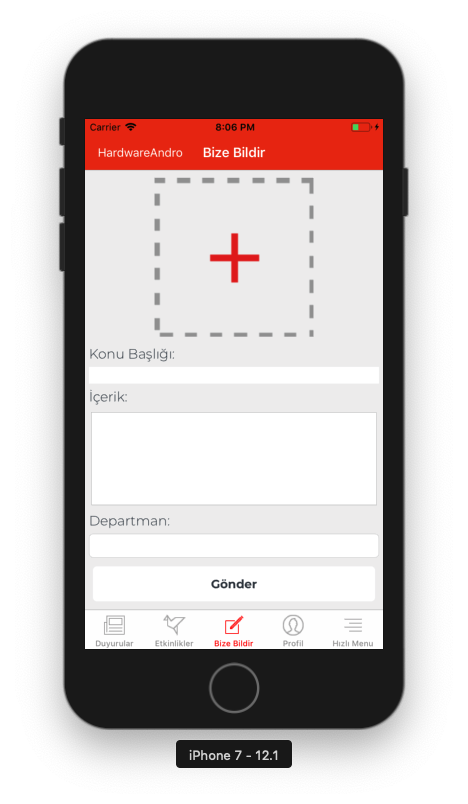 Carrier 8:06 PM
HardwareAndro Bize Bildir
Konu Başlığı:
İçerik:
Departman:
Gönder
Duyurular Etkinlikler Bize Bildir Profil Hızlı Menu
iPhone 7 - 12.1